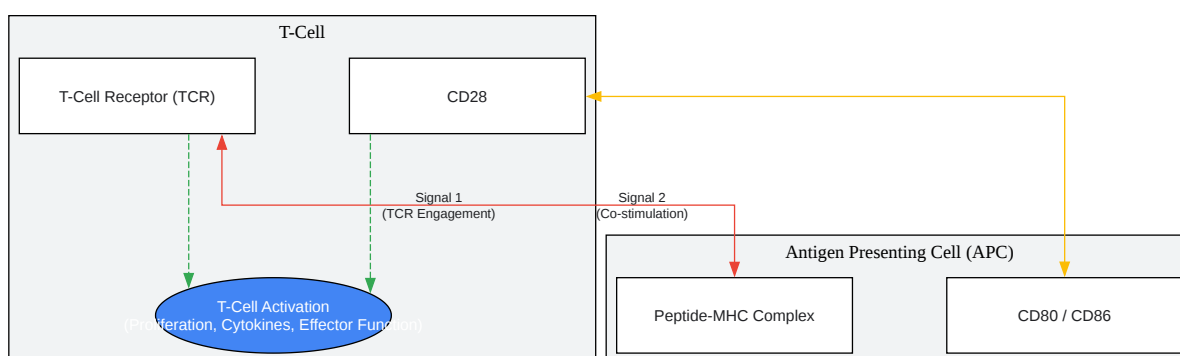 T-Cell
T-Cell Receptor (TCR)
CD28
Signal 1
(TCR Engagement)
Signal 2
(Co-stimulation)
Antigen Presenting Cell (APC)
T-Cell Activation
(Proliferation, Cytokines, Effector Function)
Peptide-MHC Complex
CD80 / CD86